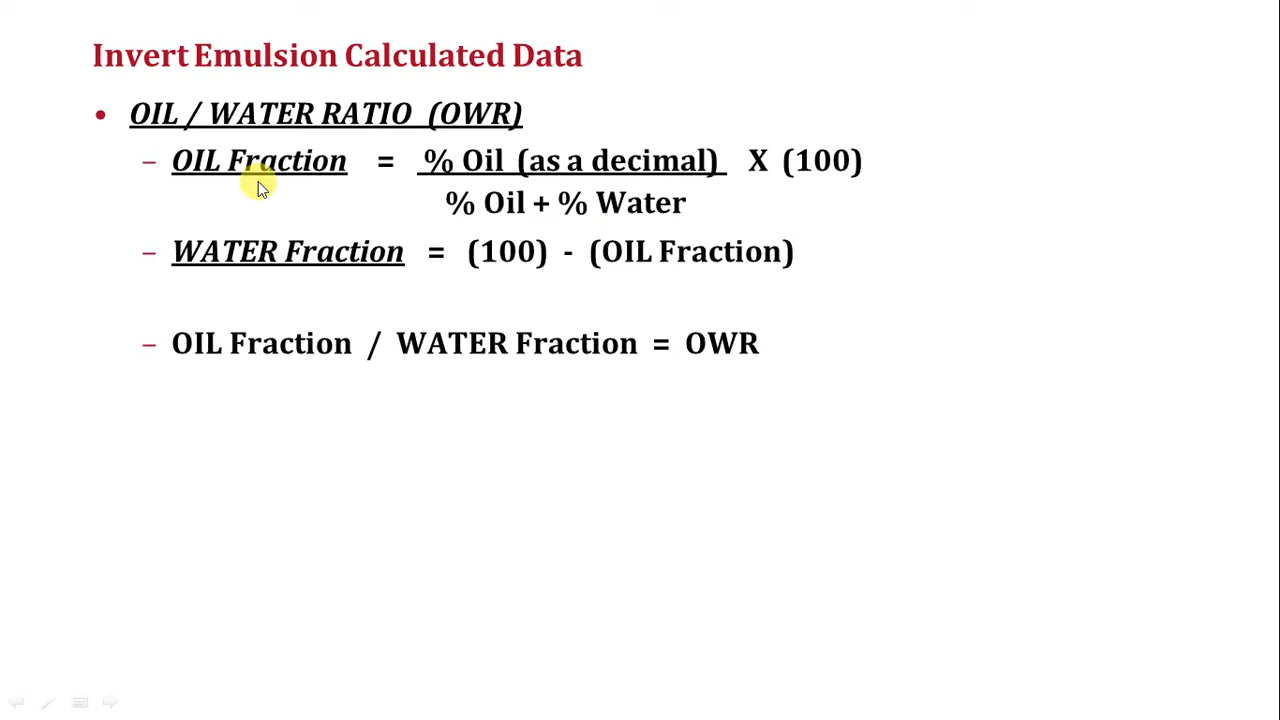 Invert Emulsion Calculated Data
• OIL / WATER RATIO (OWR)
– OIL Fraction = % Oil (as a decimal) X (100)
% Oil + % Water
– WATER Fraction = (100) - (OIL Fraction)
– OIL Fraction / WATER Fraction = OWR